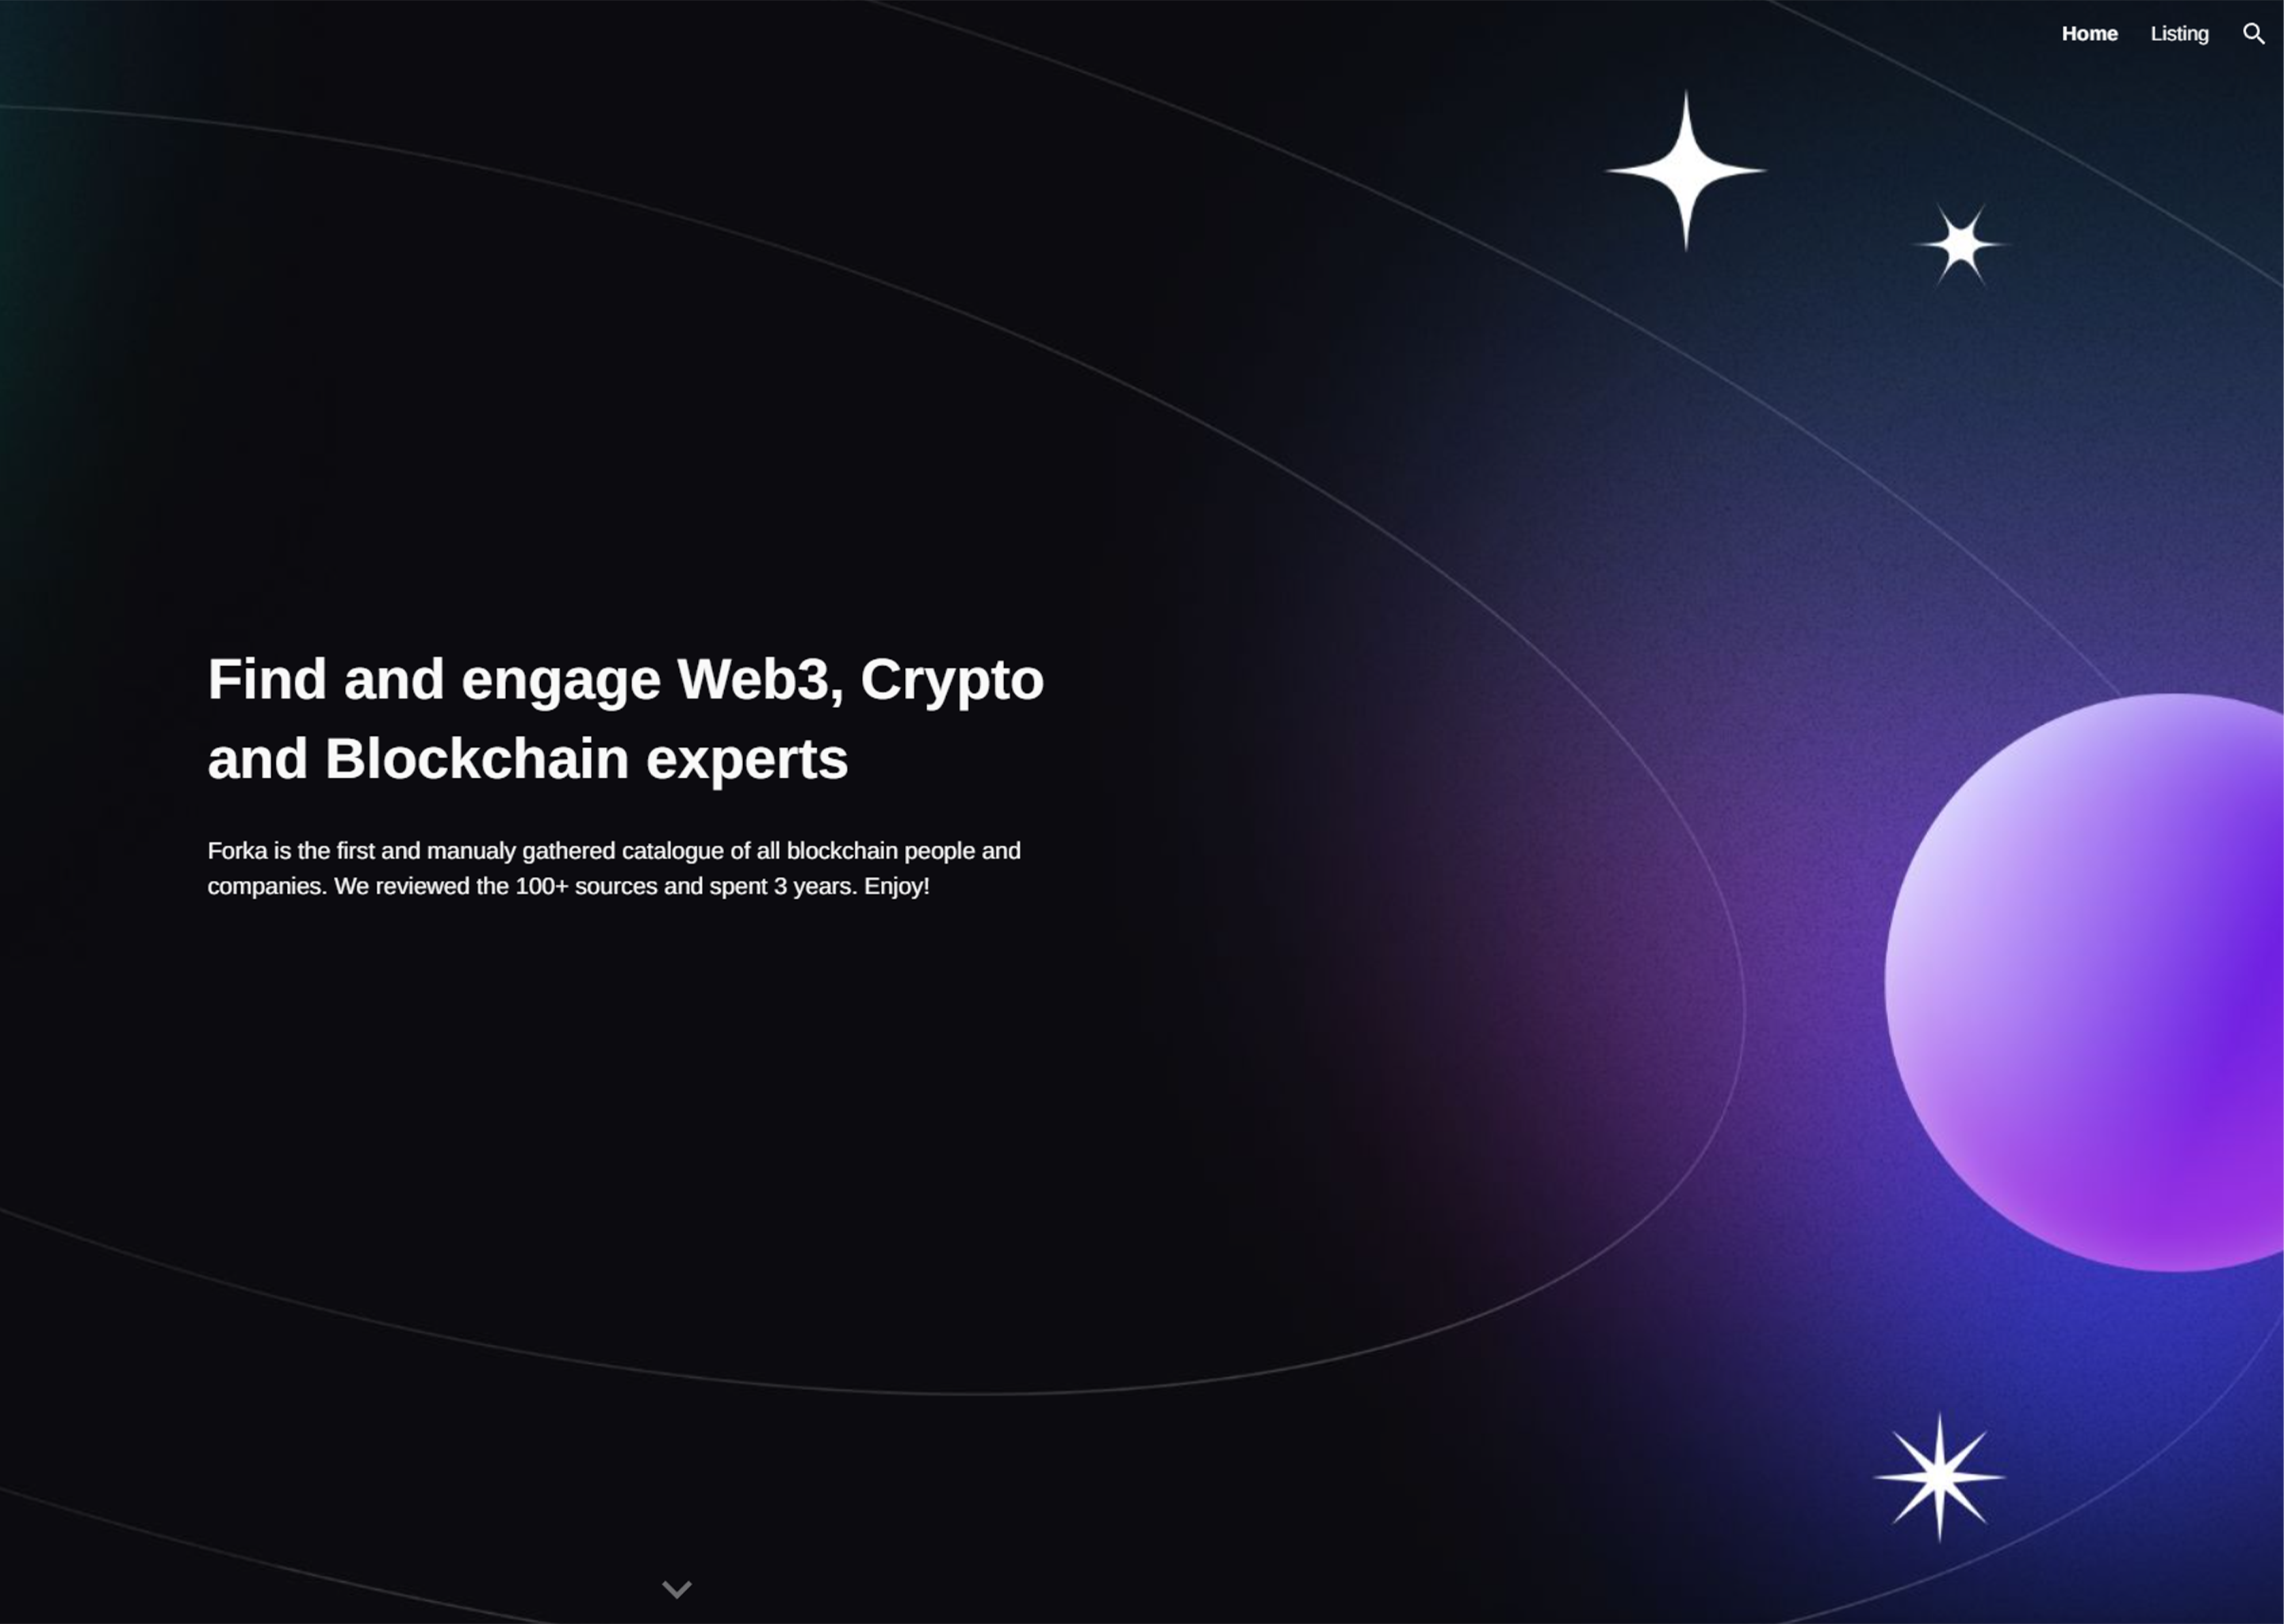 Home Listing
Find and engage Web3, Crypto
and Blockchain experts
Forka is the first and manualy gathered catalogue of all blockchain people and
companies. We reviewed the 100+ sources and spent 3 years. Enjoy!